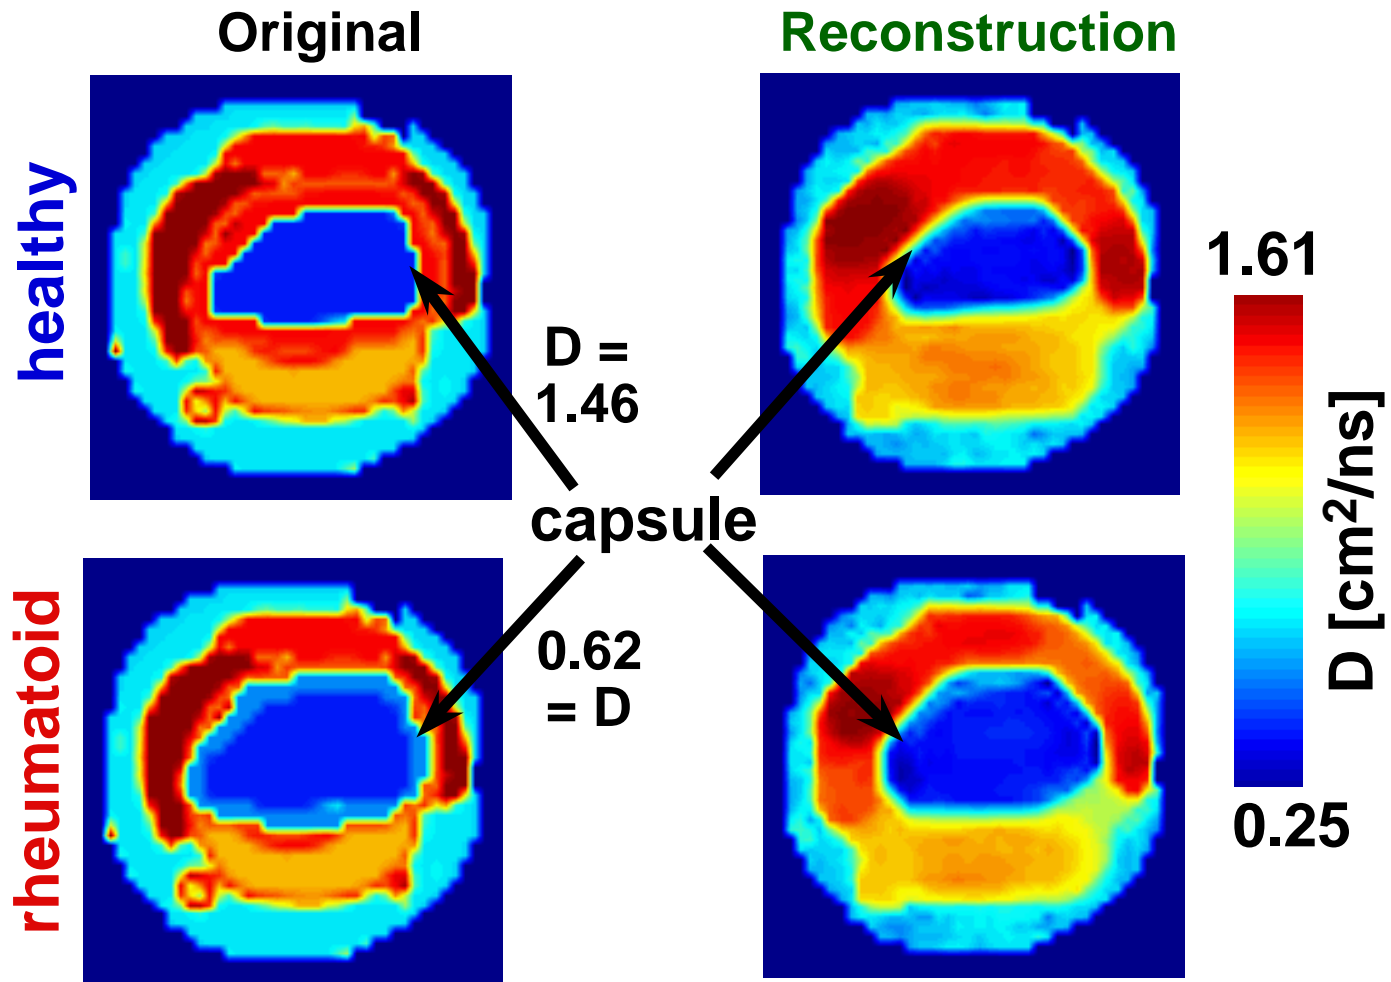 Original
Reconstruction
healthy
D =
1.46
1.61
capsule
D [cm²/ns]
rheumatoid
0.62
= D
0.25